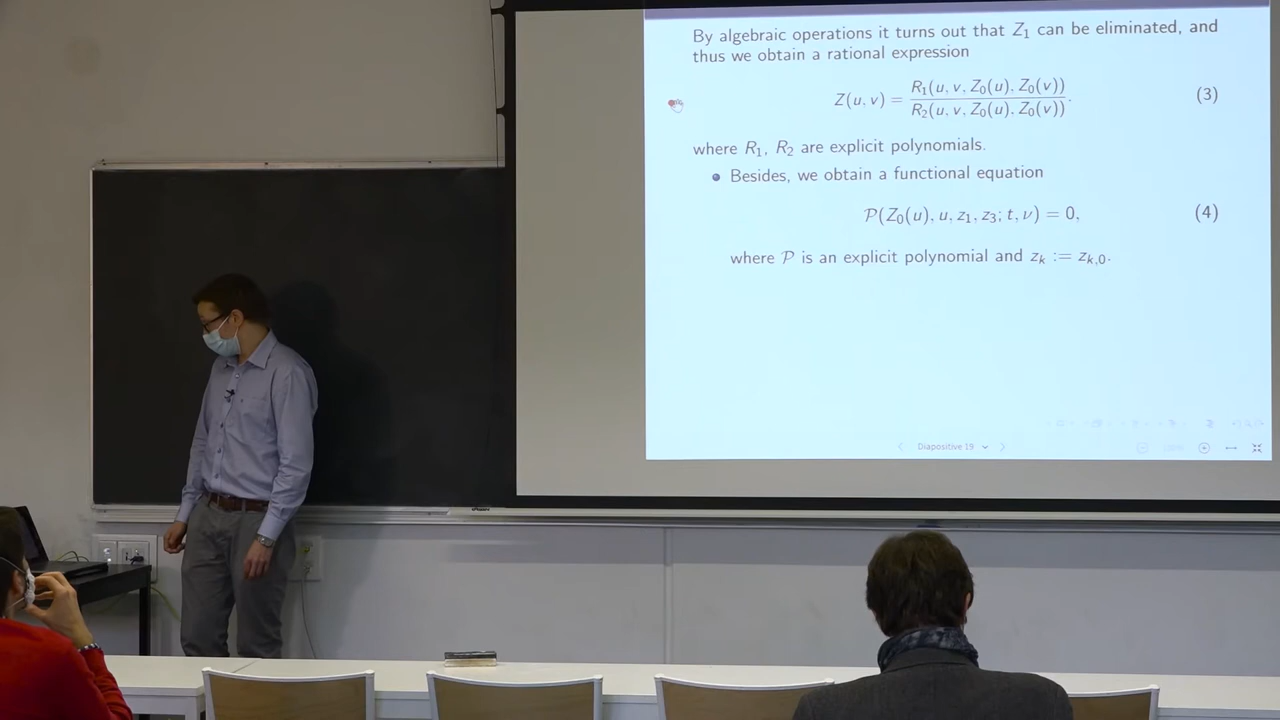 By algebraic operations it turns out that Z₁ can be eliminated, and
thus we obtain a rational expression
Z(u, v) = R₁(u, v, Z₀(u), Z₀(v)) / R₂(u, v, Z₀(u), Z₀(v)). (3)
where R₁, R₂ are explicit polynomials.
• Besides, we obtain a functional equation
𝒫(Z₀(u), u, z₁, z₃; t, ν) = 0, (4)
where 𝒫 is an explicit polynomial and zₖ := zₖ,₀.
Diapositive 19